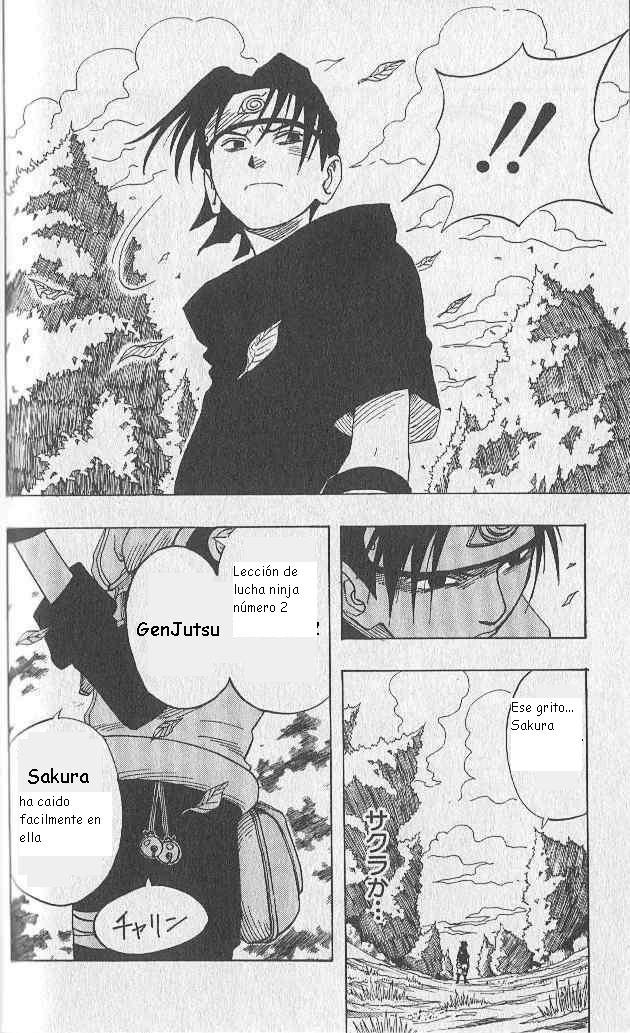 !!
Ese grito...
Sakura
サクラか…
Lección de
lucha ninja
número 2
GenJutsu
Sakura
ha caido
facilmente en
ella
チャリン